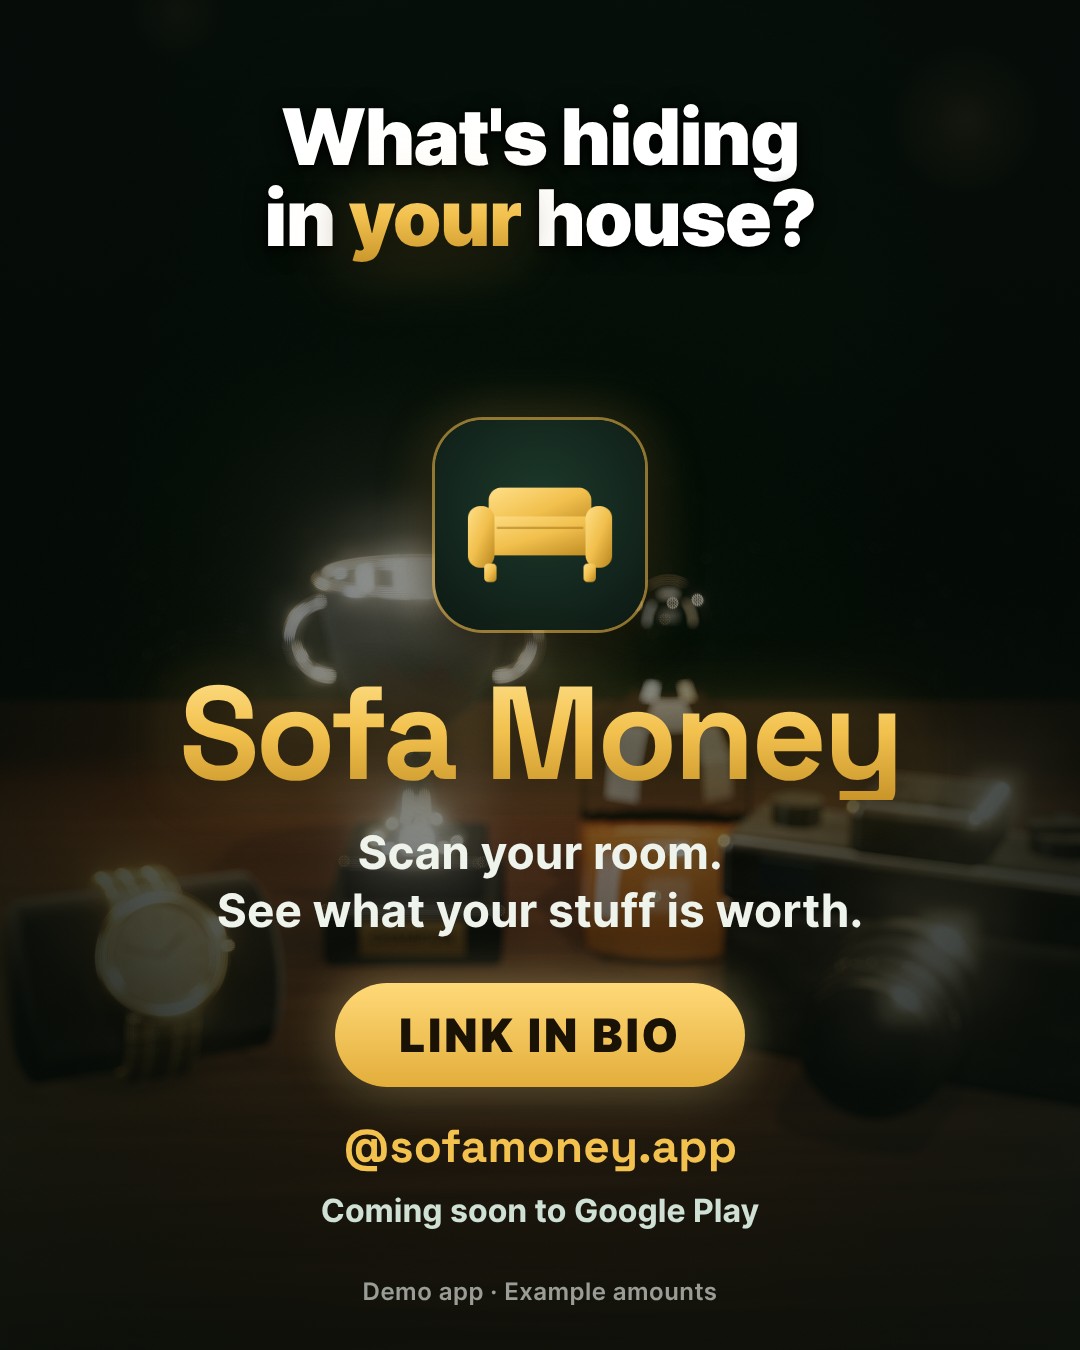 What's hiding
in your house?
Sofa Money
Scan your room.
See what your stuff is worth.
LINK IN BIO
@sofamoney.app
Coming soon to Google Play
Demo app · Example amounts